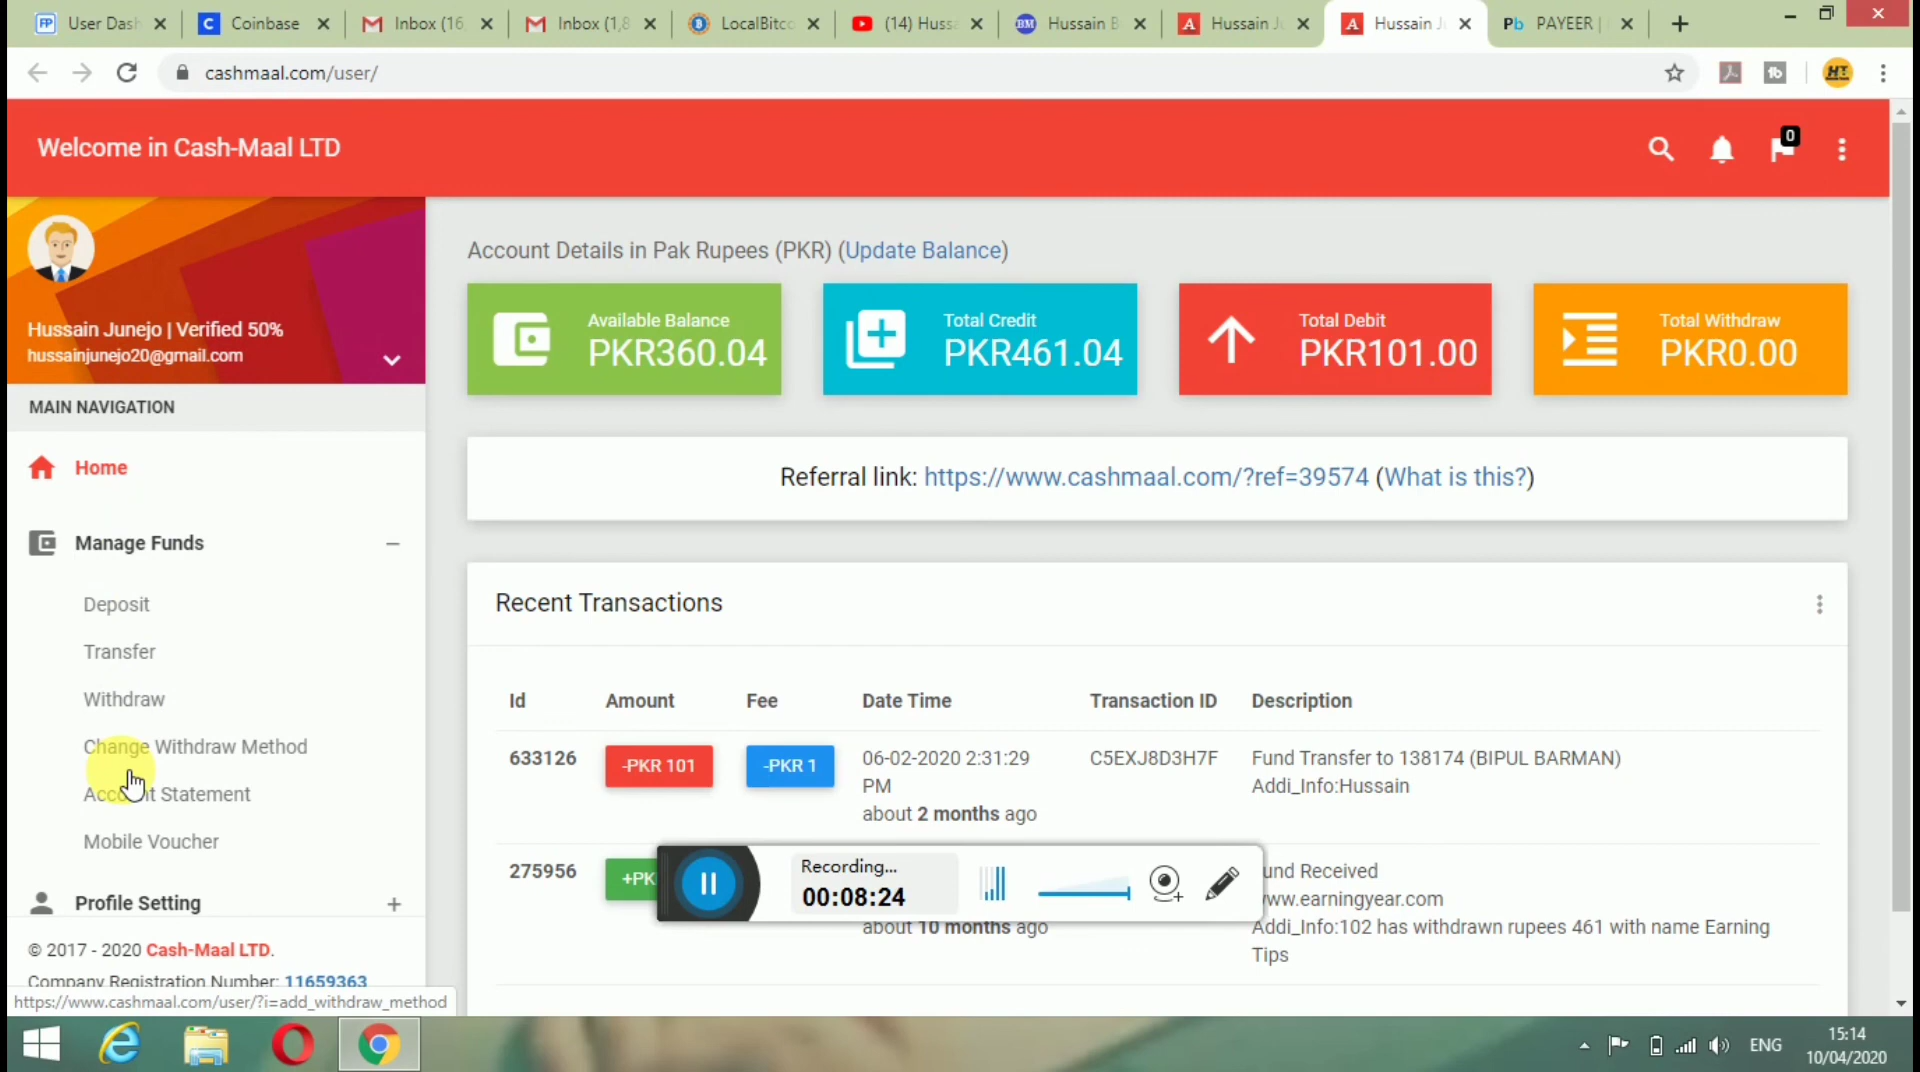 User Dash
Coinbase
Inbox (16,
Inbox (1,8
LocalBitco
(14) Hussa
Hussain B
Hussain Ju
Hussain J
PAYEER |
cashmaal.com/user/
Welcome in Cash-Maal LTD
0
Hussain Junejo | Verified 50%
hussainjunejo20@gmail.com
MAIN NAVIGATION
Home
Manage Funds
Deposit
Transfer
Withdraw
Change Withdraw Method
Account Statement
Mobile Voucher
Profile Setting
© 2017 - 2020 Cash-Maal LTD.
Company Registration Number: 11659363
https://www.cashmaal.com/user/?i=add_withdraw_method
Account Details in Pak Rupees (PKR) (Update Balance)
Available Balance
PKR360.04
Total Credit
PKR461.04
Total Debit
PKR101.00
Total Withdraw
PKR0.00
Referral link: https://www.cashmaal.com/?ref=39574 (What is this?)
Recent Transactions
Id Amount Fee Date Time Transaction ID Description
633126 -PKR 101 -PKR 1 06-02-2020 2:31:29 C5EXJ8D3H7F Fund Transfer to 138174 (BIPUL BARMAN)
PM Addi_Info:Hussain
about 2 months ago
275956 +PK und Received
www.earningyear.com
about 10 months ago Addi_Info:102 has withdrawn rupees 461 with name Earning
Tips
Recording...
00:08:24
ENG
15:14
10/04/2020